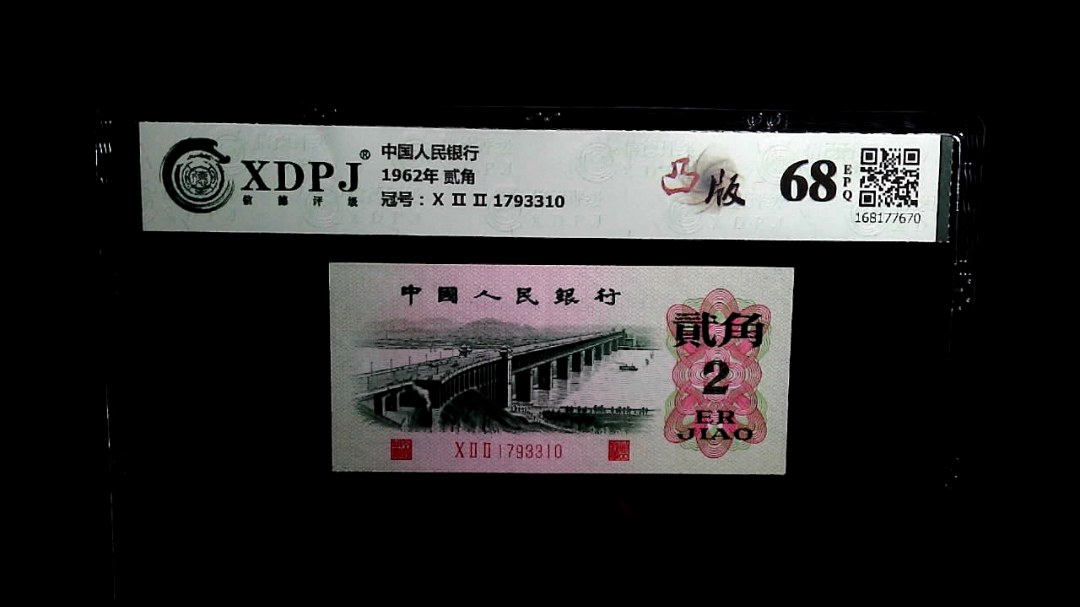 XDPJ®
信德评级
中国人民银行
1962年 贰角
冠号：X II II 1793310
凸版
68
EPQ
168177670
中國人民銀行
貳角
2
ER
JIAO
X II II 1793310